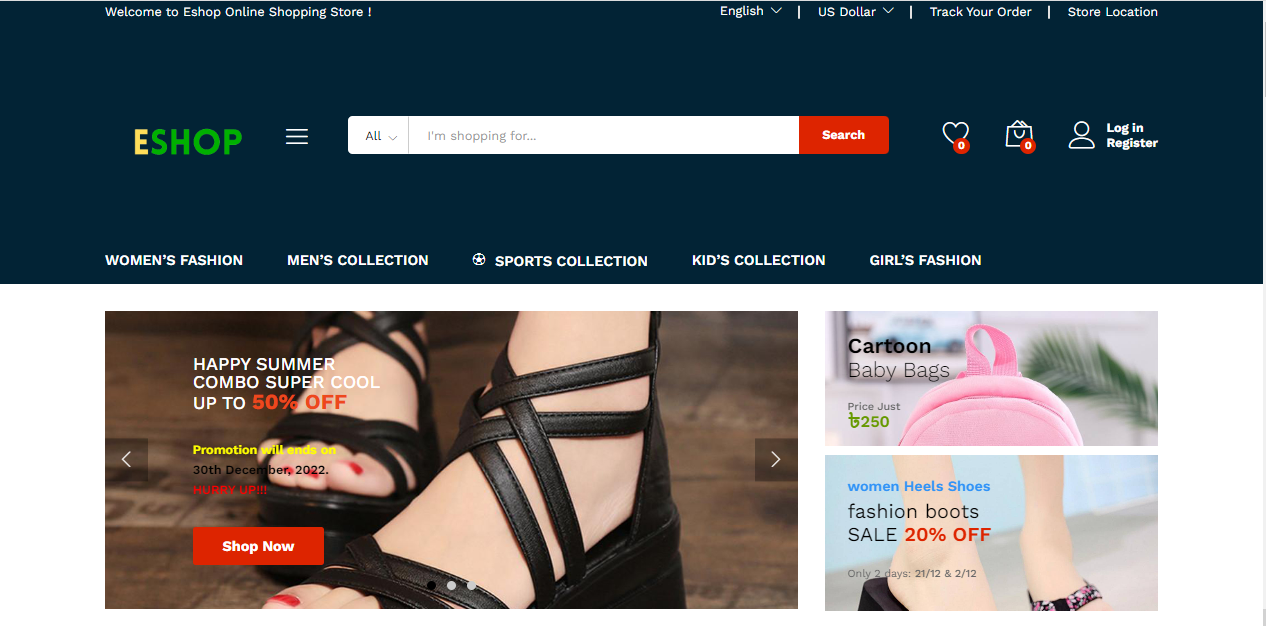 Welcome to Eshop Online Shopping Store !
English
US Dollar
Track Your Order
Store Location
ESHOP
All
I'm shopping for...
Search
0
0
Log in
Register
WOMEN’S FASHION
MEN’S COLLECTION
SPORTS COLLECTION
KID’S COLLECTION
GIRL’S FASHION
HAPPY SUMMER
COMBO SUPER COOL
UP TO 50% OFF
Promotion will ends on
30th December, 2022.
HURRY UP!!!
Shop Now
Cartoon
Baby Bags
Price Just
৳250
women Heels Shoes
fashion boots
SALE 20% OFF
Only 2 days: 21/12 & 2/12